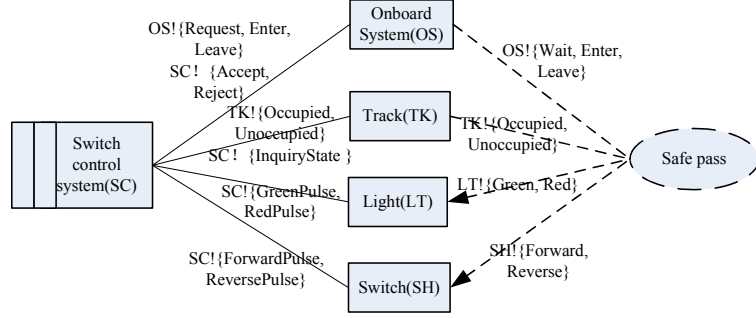 Onboard
System(OS)
OS!{Request, Enter,
Leave}
SC! {Accept,
Reject}
OS!{Wait, Enter,
Leave}
TK!{Occupied,
Unoccupied}
SC! {InquiryState }
Track(TK)
TK!{Occupied,
Unoccupied}
Switch
control
system(SC)
Safe pass
SC!{GreenPulse,
RedPulse}
Light(LT)
LT!{Green, Red}
SC!{ForwardPulse,
ReversePulse}
Switch(SH)
SH!{Forward,
Reverse}